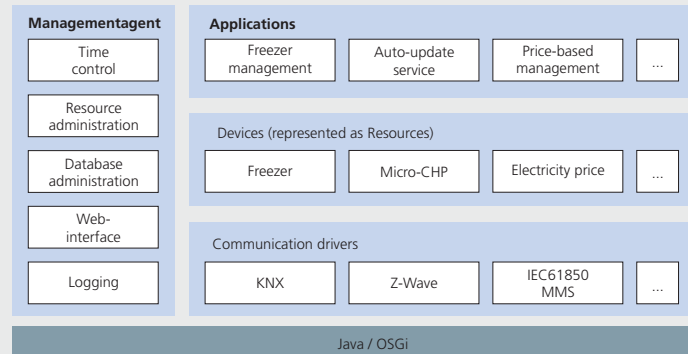 Managementagent
Time
control
Resource
administration
Database
administration
Web-
interface
Logging
Applications
Freezer
management
Auto-update
service
Price-based
management
...
Devices (represented as Resources)
Freezer
Micro-CHP
Electricity price
...
Communication drivers
KNX
Z-Wave
IEC61850
MMS
...
Java / OSGi